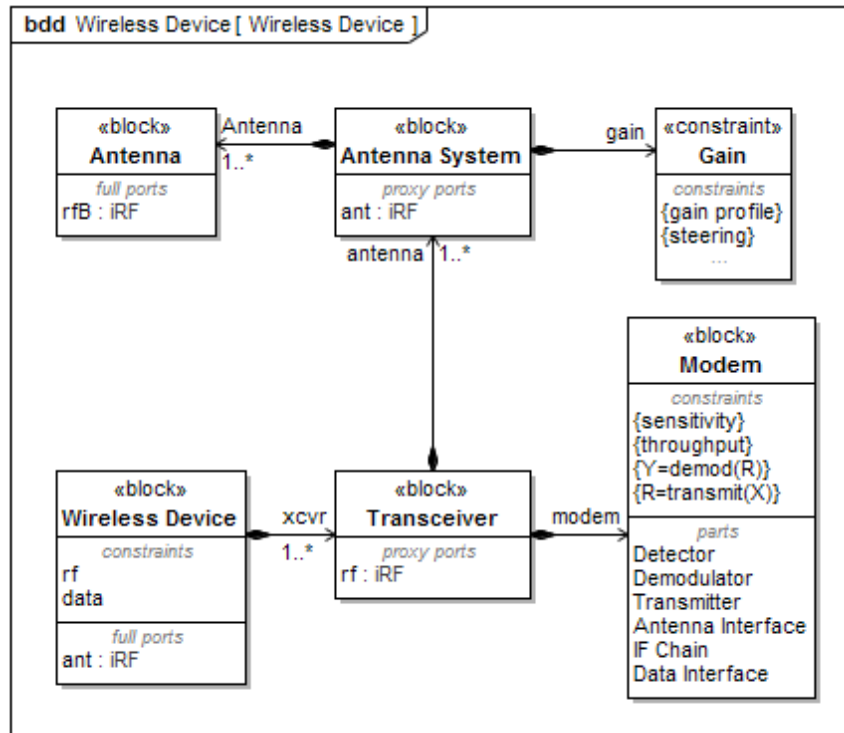 bdd Wireless Device [ Wireless Device ]
«block»
Antenna
full ports
rfB : iRF
Antenna
1..*
«block»
Antenna System
proxy ports
ant : iRF
gain
«constraint»
Gain
constraints
{gain profile}
{steering}
...
antenna
1..*
«block»
Modem
constraints
{sensitivity}
{throughput}
{Y=demod(R)}
{R=transmit(X)}
parts
Detector
Demodulator
Transmitter
Antenna Interface
IF Chain
Data Interface
«block»
Wireless Device
constraints
rf
data
full ports
ant : iRF
xcvr
1..*
«block»
Transceiver
proxy ports
rf : iRF
modem